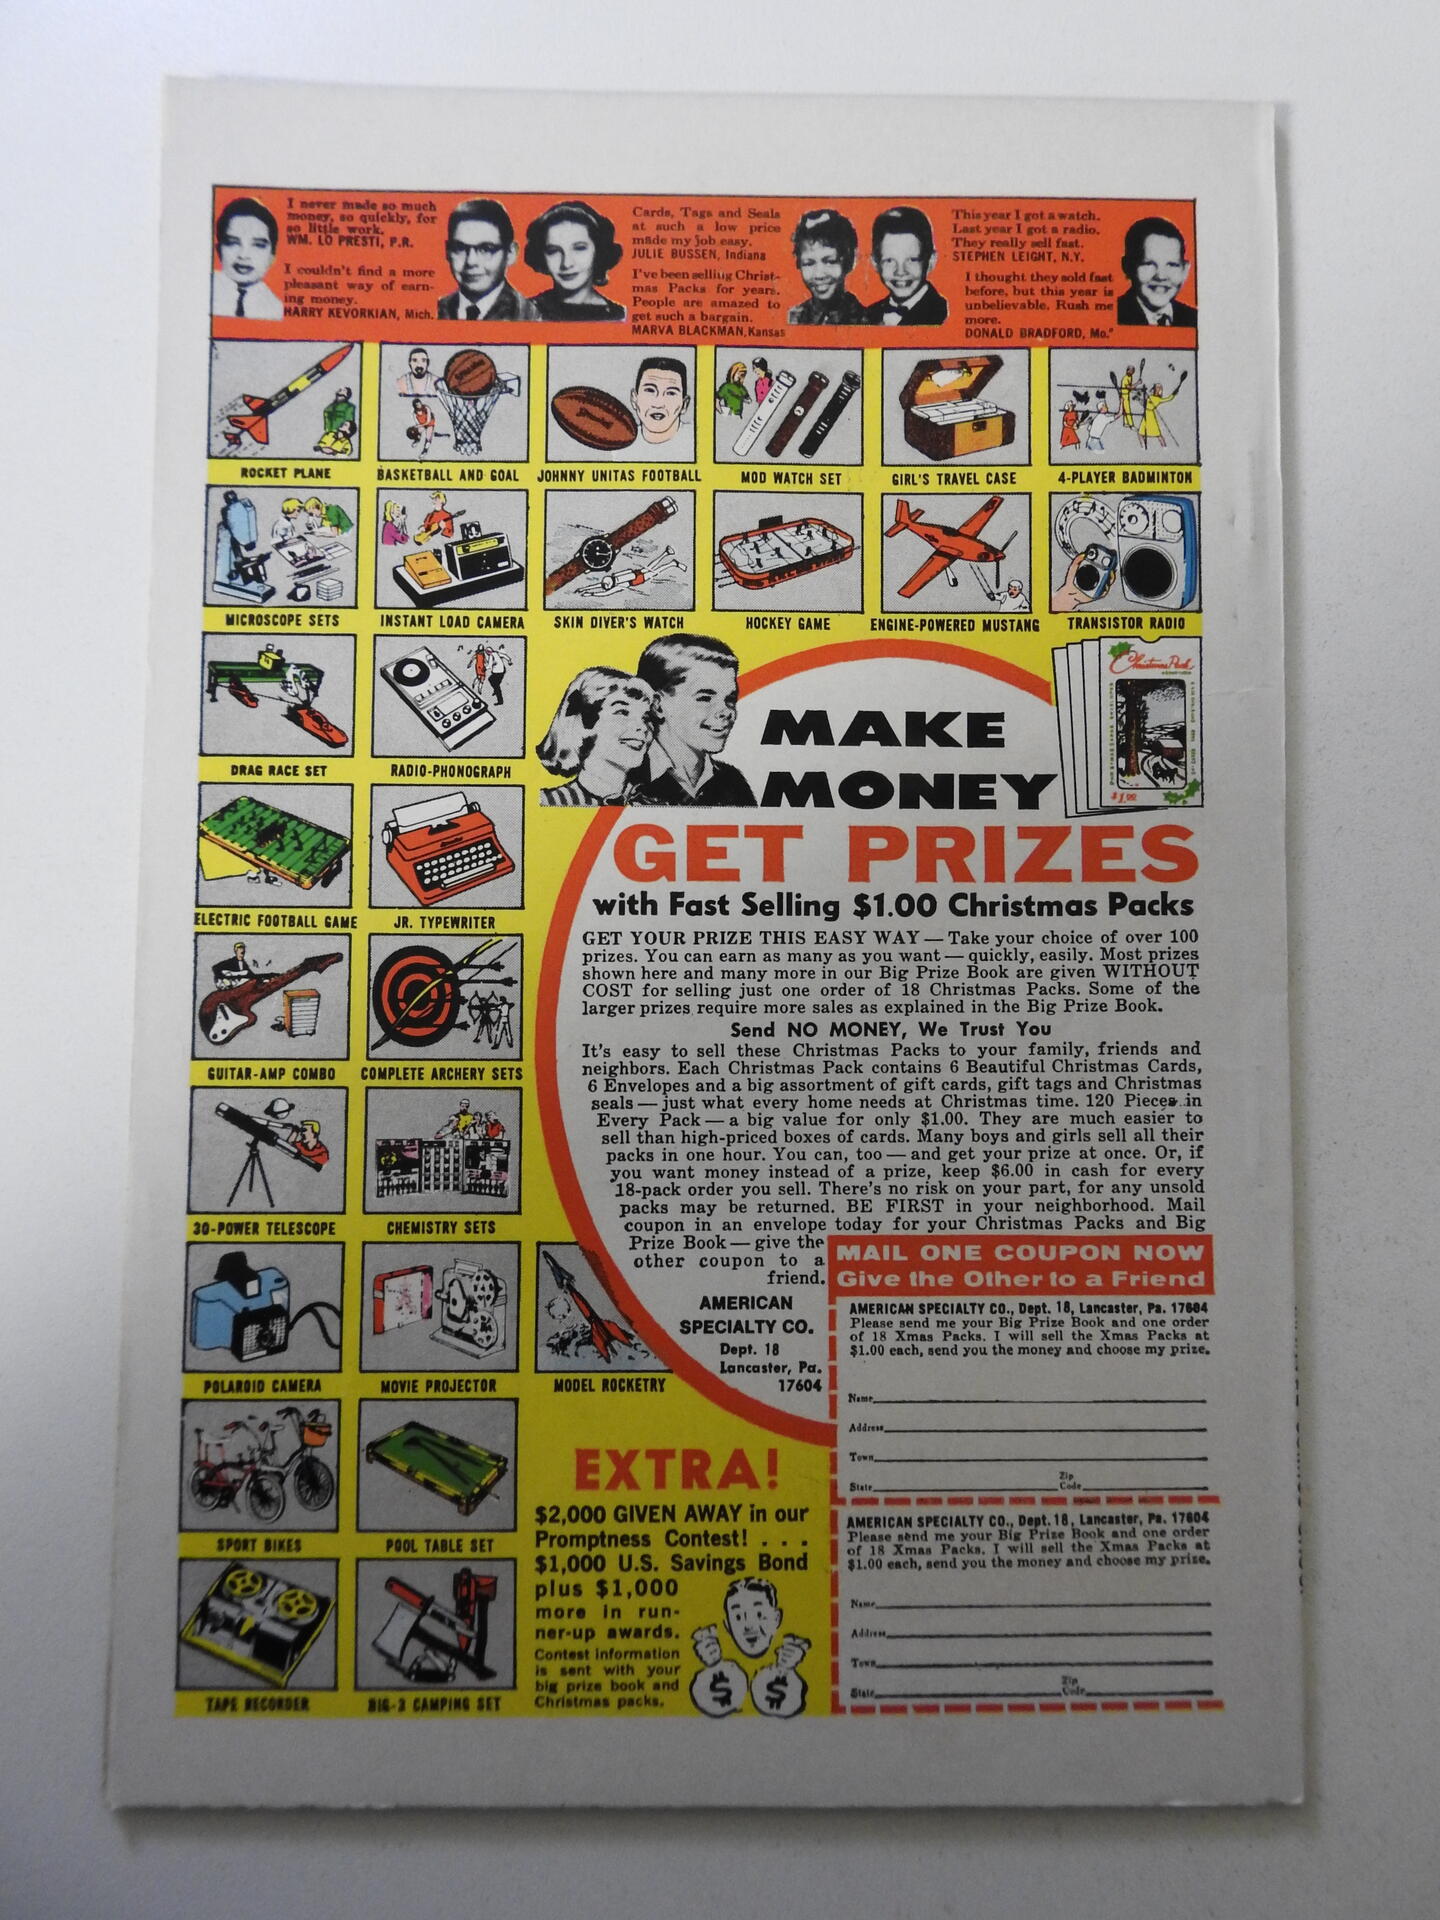 I never made so much
money, so quickly, for
so little work.
WM. LO PRESTI, P.R.
I couldn't find a more
pleasant way of earn-
ing money.
HARRY KEVORKIAN, Mich.
Cards, Tags and Seals
at such a low price
made my job easy.
JULIE BUSSEN, Indiana
I've been selling Christ-
mas Packs for years.
People are amazed to
get such a bargain.
MARVA BLACKMAN, Kansas
This year I got a watch.
Last year I got a radio.
They really sell fast.
STEPHEN LEIGHT, N.Y.
I thought they sold fast
before, but this year is
unbelievable. Rush me
more.
DONALD BRADFORD, Mo."
ROCKET PLANE
BASKETBALL AND GOAL
JOHNNY UNITAS FOOTBALL
MOD WATCH SET
GIRL'S TRAVEL CASE
4-PLAYER BADMINTON
MICROSCOPE SETS
INSTANT LOAD CAMERA
SKIN DIVER'S WATCH
HOCKEY GAME
ENGINE-POWERED MUSTANG
TRANSISTOR RADIO
DRAG RACE SET
RADIO-PHONOGRAPH
ELECTRIC FOOTBALL GAME
JR. TYPEWRITER
GUITAR-AMP COMBO
COMPLETE ARCHERY SETS
30-POWER TELESCOPE
CHEMISTRY SETS
POLAROID CAMERA
MOVIE PROJECTOR
MODEL ROCKETRY
SPORT BIKES
POOL TABLE SET
TAPE RECORDER
BIG-3 CAMPING SET
Christmas Pack
$1.00
MAKE
MONEY
GET PRIZES
with Fast Selling $1.00 Christmas Packs
GET YOUR PRIZE THIS EASY WAY — Take your choice of over 100
prizes. You can earn as many as you want — quickly, easily. Most prizes
shown here and many more in our Big Prize Book are given WITHOUT
COST for selling just one order of 18 Christmas Packs. Some of the
larger prizes require more sales as explained in the Big Prize Book.
Send NO MONEY, We Trust You
It's easy to sell these Christmas Packs to your family, friends and
neighbors. Each Christmas Pack contains 6 Beautiful Christmas Cards,
6 Envelopes and a big assortment of gift cards, gift tags and Christmas
seals — just what every home needs at Christmas time. 120 Pieces in
Every Pack — a big value for only $1.00. They are much easier to
sell than high-priced boxes of cards. Many boys and girls sell all their
packs in one hour. You can, too — and get your prize at once. Or, if
you want money instead of a prize, keep $6.00 in cash for every
18-pack order you sell. There's no risk on your part, for any unsold
packs may be returned. BE FIRST in your neighborhood. Mail
coupon in an envelope today for your Christmas Packs and Big
Prize Book — give the
other coupon to a
friend.
AMERICAN
SPECIALTY CO.
Dept. 18
Lancaster, Pa.
17604
EXTRA!
$2,000 GIVEN AWAY in our
Promptness Contest! . . .
$1,000 U.S. Savings Bond
plus $1,000
more in run-
ner-up awards.
Contest information
is sent with your
big prize book and
Christmas packs.
$ $
MAIL ONE COUPON NOW
Give the Other to a Friend
AMERICAN SPECIALTY CO., Dept. 18, Lancaster, Pa. 17604
Please send me your Big Prize Book and one order
of 18 Xmas Packs. I will sell the Xmas Packs at
$1.00 each, send you the money and choose my prize.
Name
Address
Town
State Zip Code
AMERICAN SPECIALTY CO., Dept. 18, Lancaster, Pa. 17604
Please send me your Big Prize Book and one order
of 18 Xmas Packs. I will sell the Xmas Packs at
$1.00 each, send you the money and choose my prize.
Name
Address
Town
State Zip Code